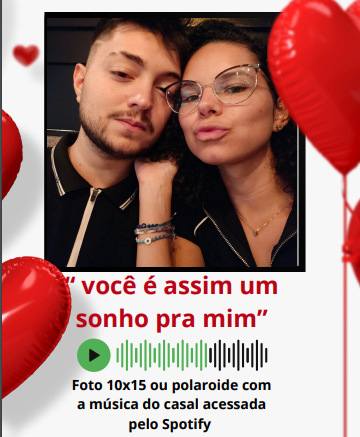 “ você é assim um
sonho pra mim”
Foto 10x15 ou polaroide com
a música do casal acessada
pelo Spotify